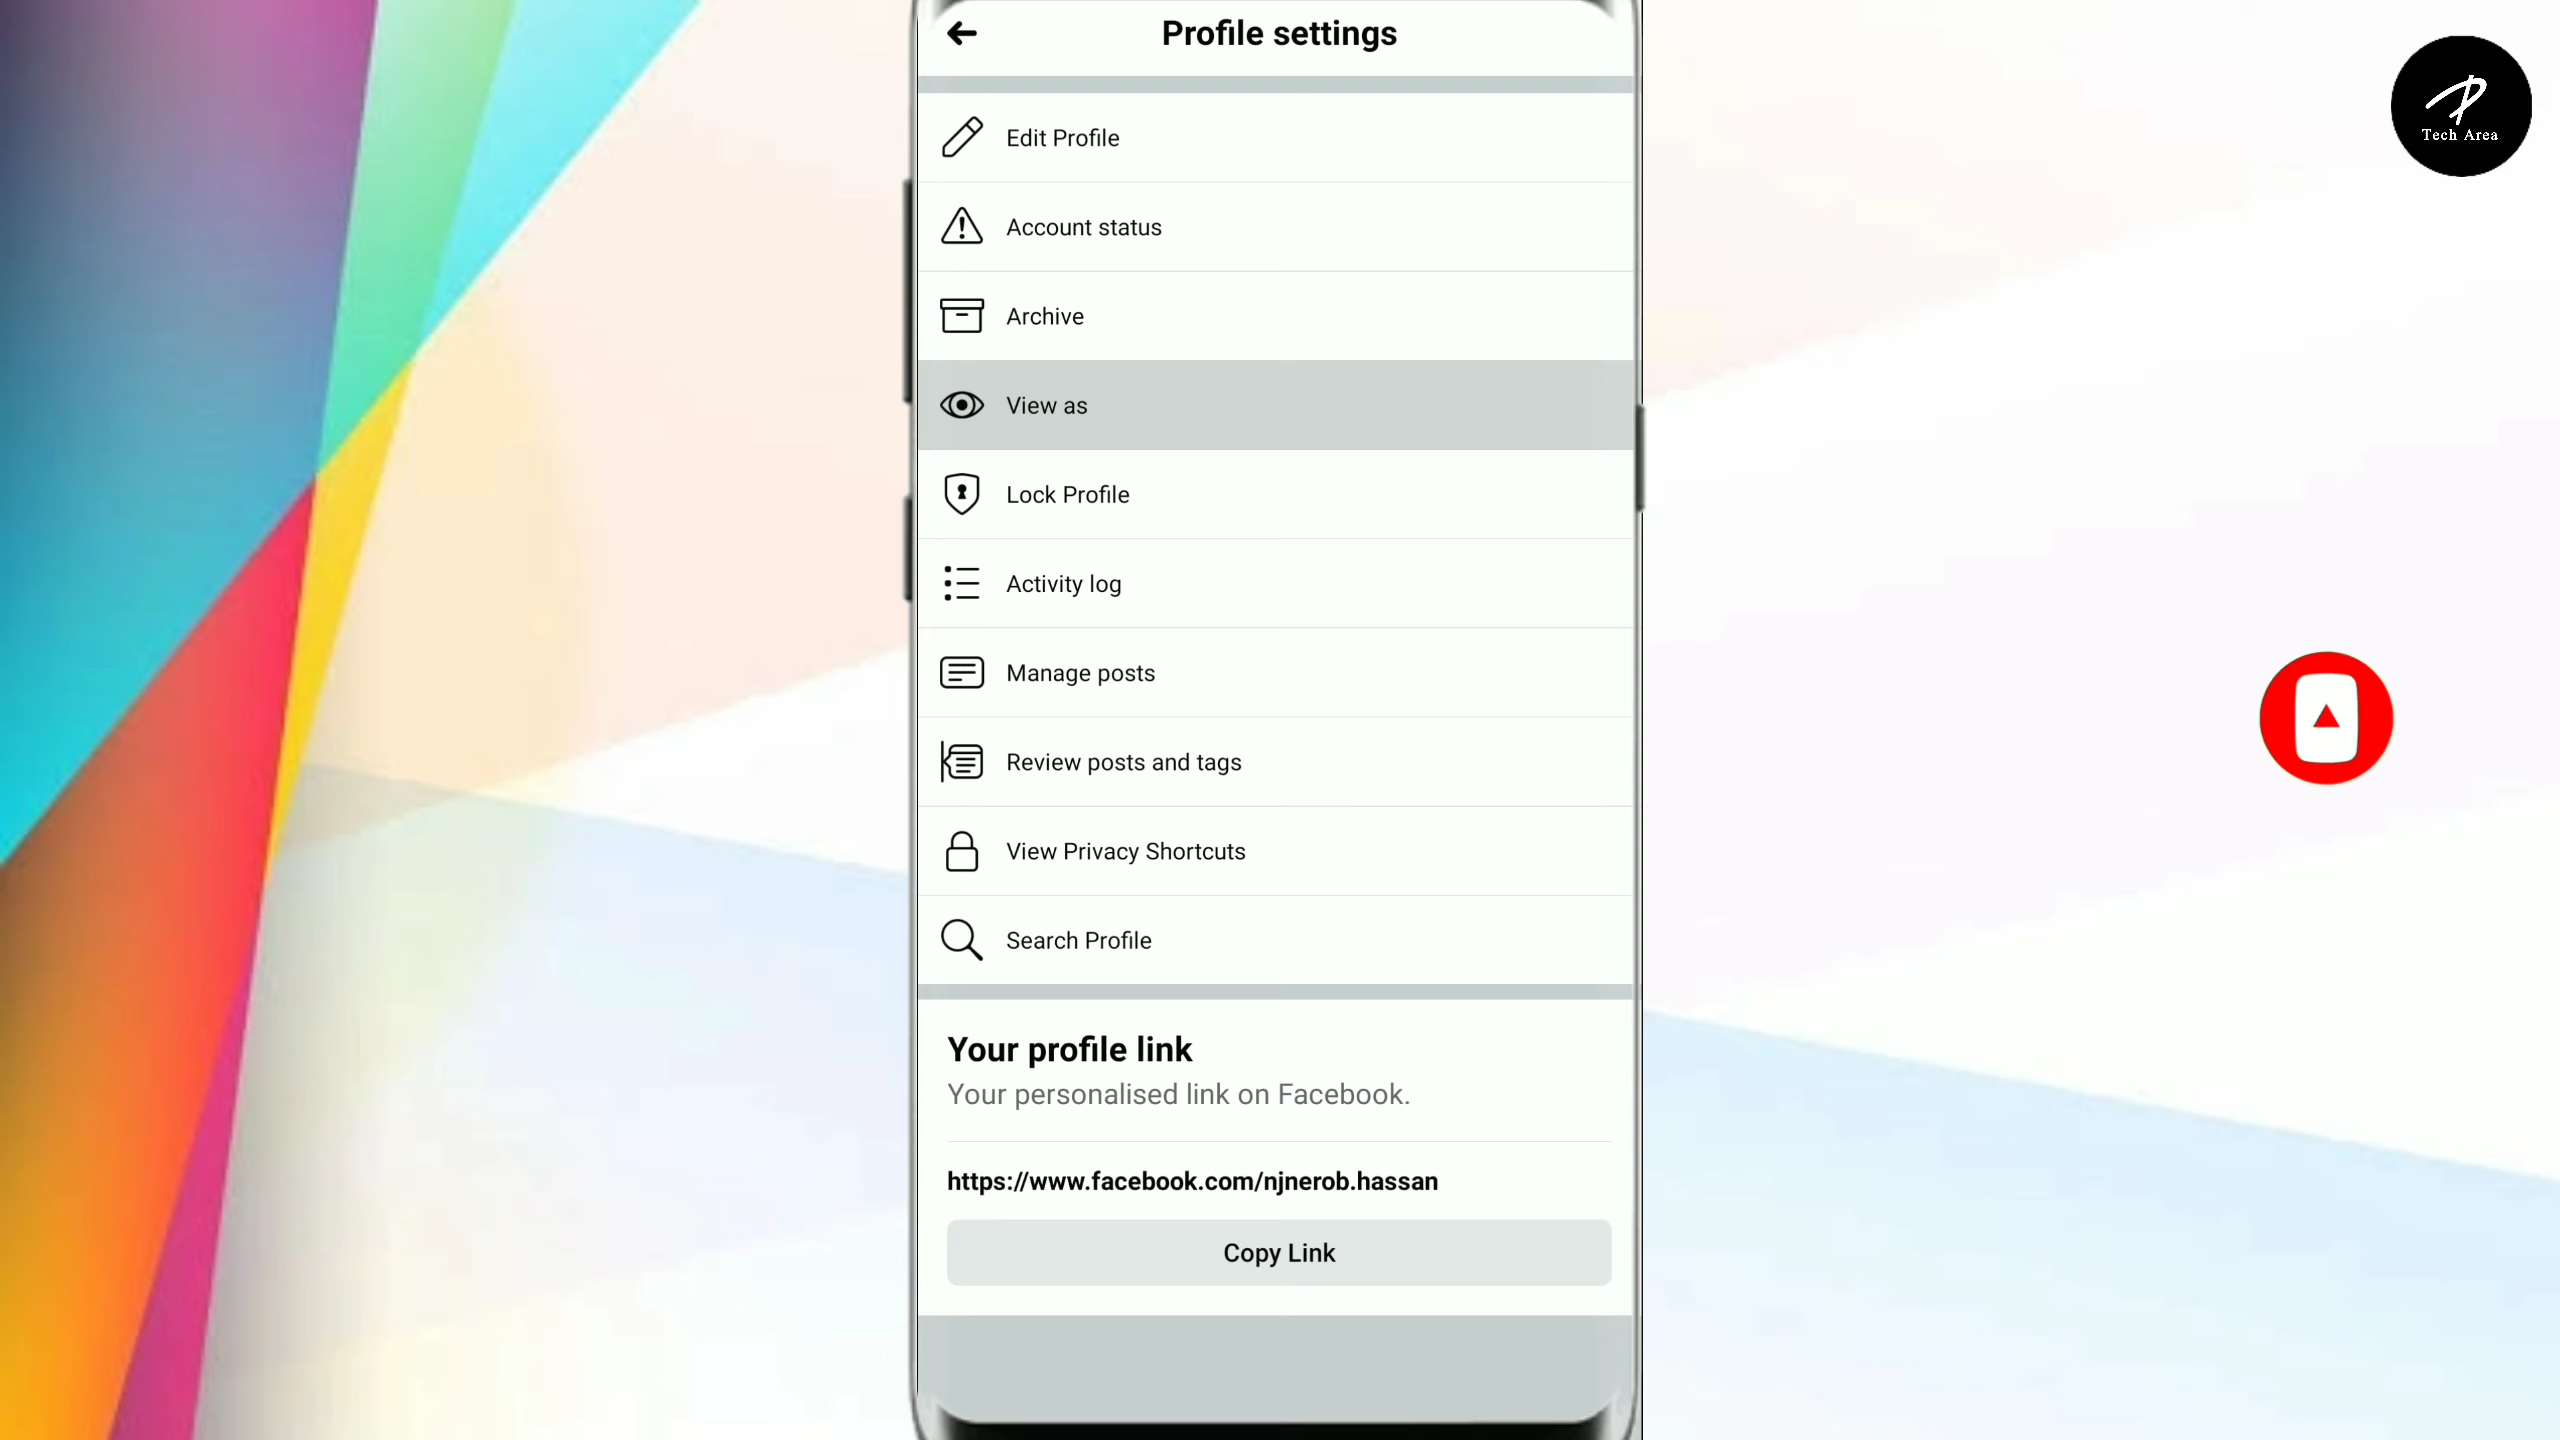 Profile settings
Tech Area
Edit Profile
Account status
Archive
View as
Lock Profile
Activity log
Manage posts
Review posts and tags
View Privacy Shortcuts
Search Profile
Your profile link
Your personalised link on Facebook.
https://www.facebook.com/njnerob.hassan
Copy Link